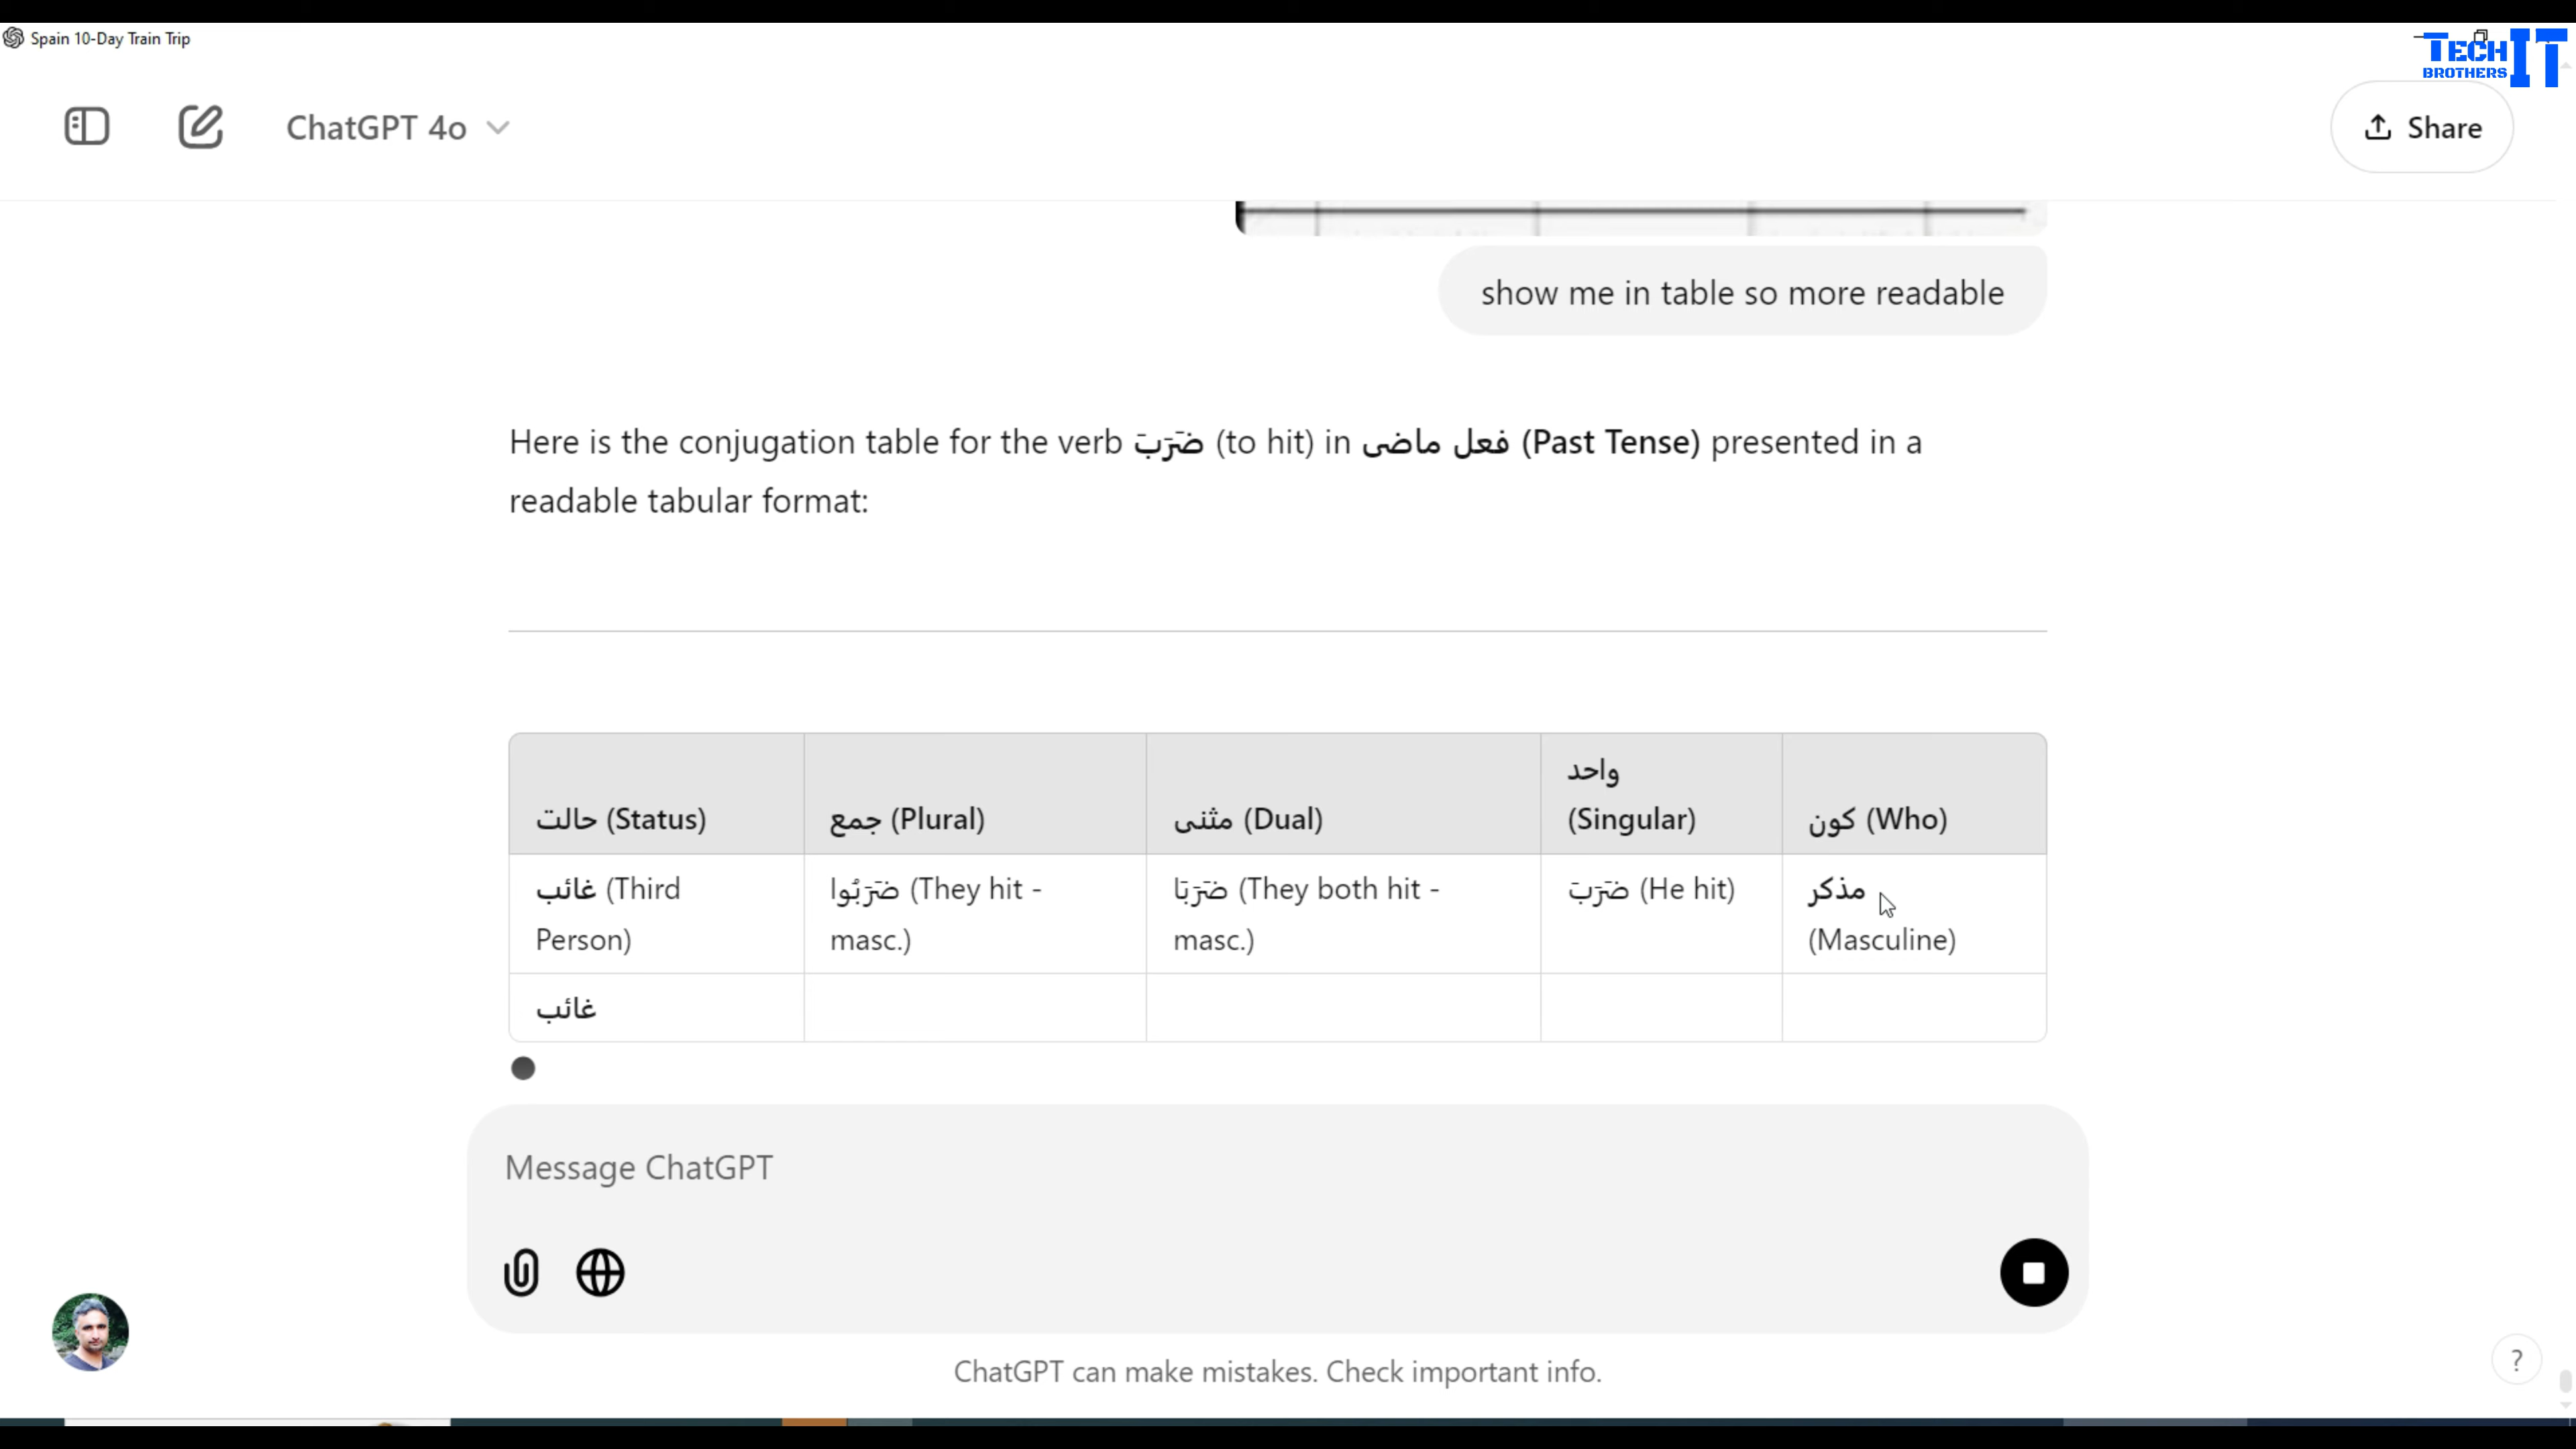 Spain 10-Day Train Trip
TECH IT
BROTHERS
ChatGPT 4o
Share
show me in table so more readable
Here is the conjugation table for the verb ضَرَبَ (to hit) in فعل ماضی (Past Tense) presented in a
readable tabular format:
حالت (Status)
جمع (Plural)
مثنی (Dual)
واحد
(Singular)
کون (Who)
غائب (Third
Person)
ضَرَبُوا (They hit -
masc.)
ضَرَبَا (They both hit -
masc.)
ضَرَبَ (He hit)
مذکر
(Masculine)
غائب
Message ChatGPT
ChatGPT can make mistakes. Check important info.
?